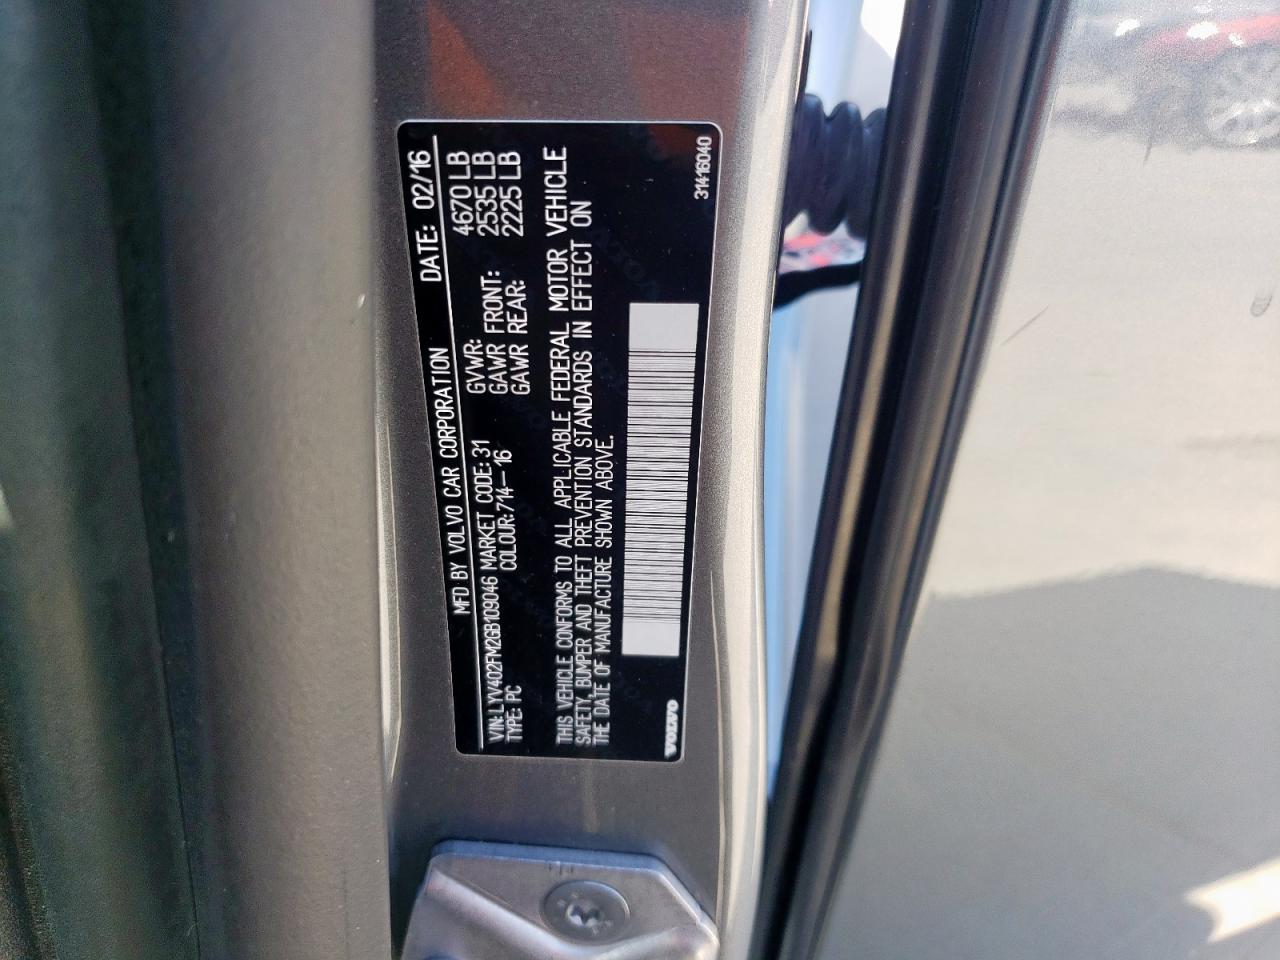 MFD BY VOLVO CAR CORPORATION DATE: 02/16
VIN: LYV402FM2GB109046 MARKET CODE: 31 GVWR: 4670 LB
TYPE: PC COLOUR: 714-16 GAWR FRONT: 2535 LB
GAWR REAR: 2225 LB
THIS VEHICLE CONFORMS TO ALL APPLICABLE FEDERAL MOTOR VEHICLE
SAFETY, BUMPER AND THEFT PREVENTION STANDARDS IN EFFECT ON
THE DATE OF MANUFACTURE SHOWN ABOVE.
VOLVO 31416040